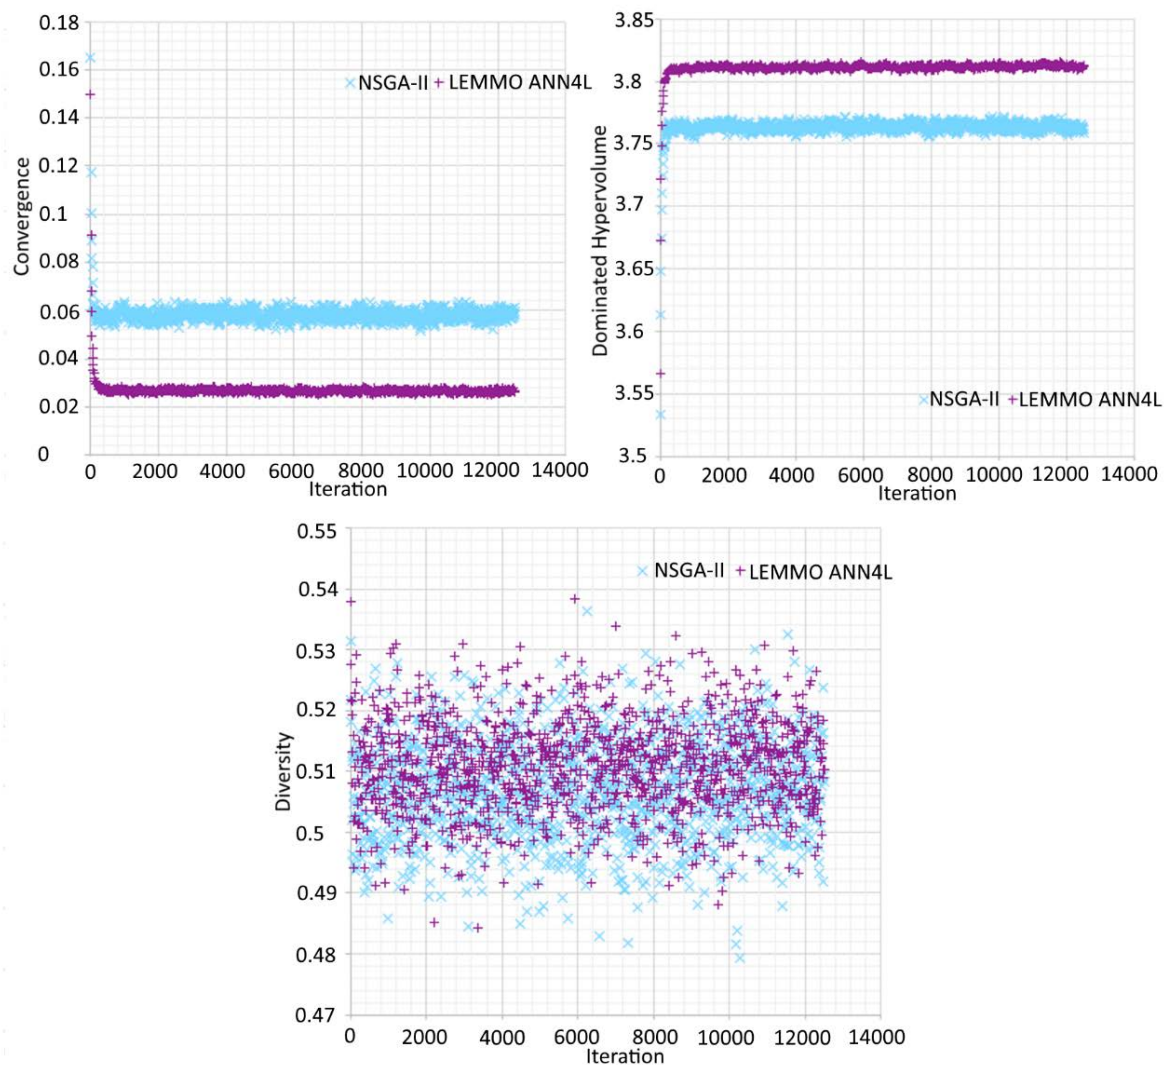 0.18
0.16
0.14
0.12
0.1
0.08
0.06
0.04
0.02
0
Convergence
NSGA-II LEMMO ANN4L
0 2000 4000 6000 8000 10000 12000 14000
Iteration
3.85
3.8
3.75
3.7
3.65
3.6
3.55
3.5
Dominated Hypervolume
NSGA-II LEMMO ANN4L
0 2000 4000 6000 8000 10000 12000 14000
Iteration
0.55
0.54
0.53
0.52
0.51
0.5
0.49
0.48
0.47
Diversity
NSGA-II LEMMO ANN4L
0 2000 4000 6000 8000 10000 12000 14000
Iteration